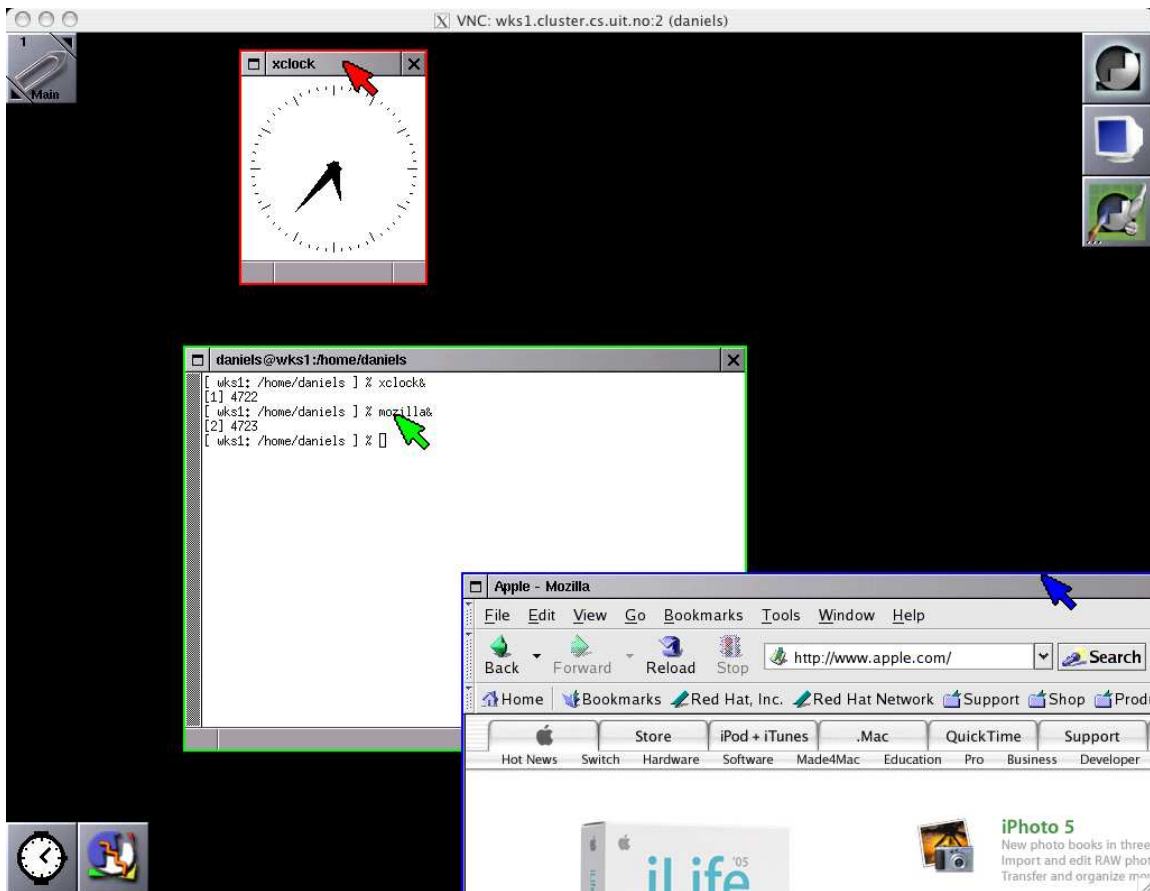 VNC: wks1.cluster.cs.uit.no:2 (daniels)
1
Main
xclock
daniels@wks1:/home/daniels
[ wks1: /home/daniels ] % xclock&
[1] 4722
[ wks1: /home/daniels ] % mozilla&
[2] 4723
[ wks1: /home/daniels ] %
Apple - Mozilla
File Edit View Go Bookmarks Tools Window Help
Back Forward Reload Stop http://www.apple.com/ Search
Home Bookmarks Red Hat, Inc. Red Hat Network Support Shop Prod
Store iPod + iTunes .Mac QuickTime Support
Hot News Switch Hardware Software Made4Mac Education Pro Business Developer
iLife '05
iPhoto 5
New photo books in three
Import and edit RAW phot
Transfer and organize